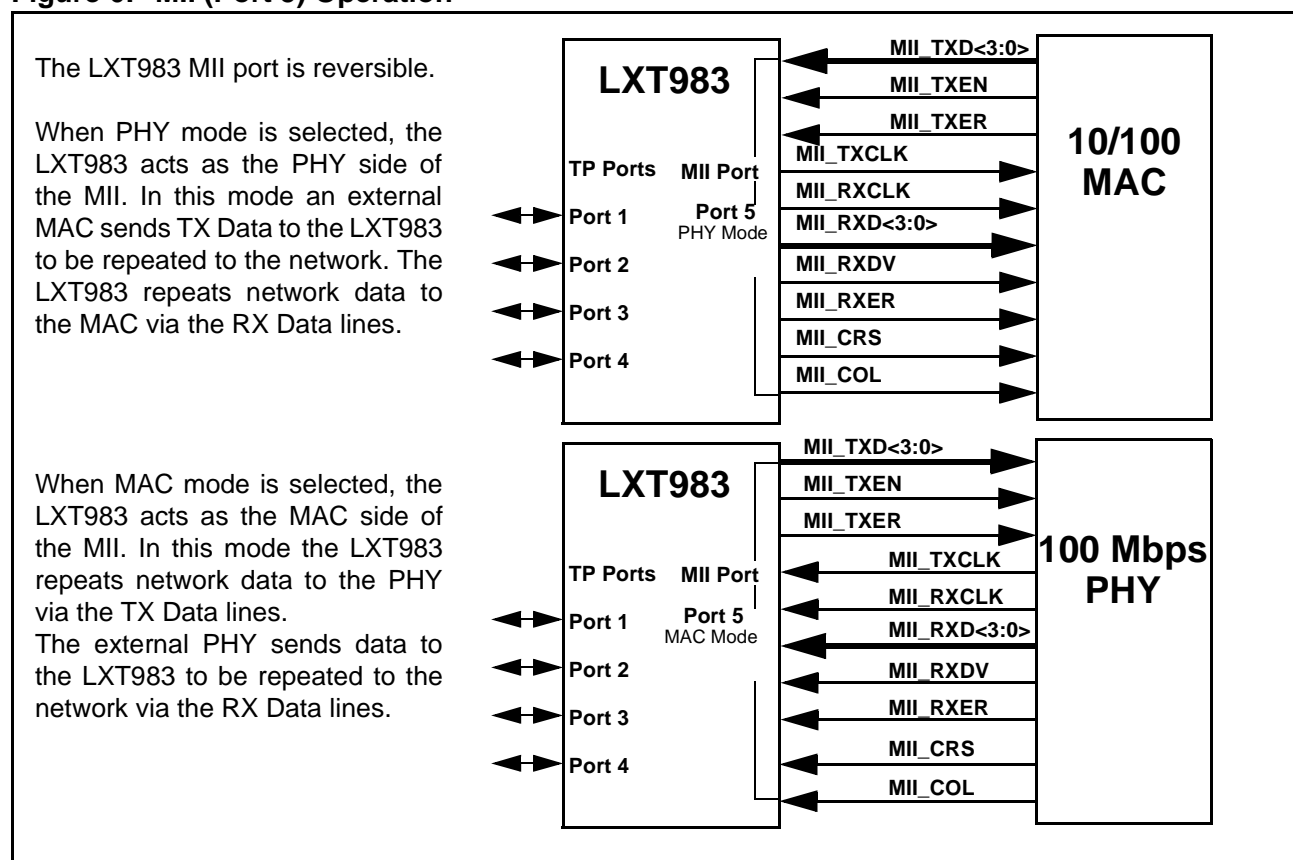 The LXT983 MII port is reversible.
When PHY mode is selected, the
LXT983 acts as the PHY side of
the MII. In this mode an external
MAC sends TX Data to the LXT983
to be repeated to the network. The
LXT983 repeats network data to
the MAC via the RX Data lines.
LXT983
TP Ports
MII Port
Port 5
PHY Mode
Port 1
Port 2
Port 3
Port 4
MII_TXD<3:0>
MII_TXEN
MII_TXER
MII_TXCLK
MII_RXCLK
MII_RXD<3:0>
MII_RXDV
MII_RXER
MII_CRS
MII_COL
10/100
MAC
When MAC mode is selected, the
LXT983 acts as the MAC side of
the MII. In this mode the LXT983
repeats network data to the PHY
via the TX Data lines.
The external PHY sends data to
the LXT983 to be repeated to the
network via the RX Data lines.
LXT983
TP Ports
MII Port
Port 5
MAC Mode
Port 1
Port 2
Port 3
Port 4
MII_TXD<3:0>
MII_TXEN
MII_TXER
MII_TXCLK
MII_RXCLK
MII_RXD<3:0>
MII_RXDV
MII_RXER
MII_CRS
MII_COL
100 Mbps
PHY